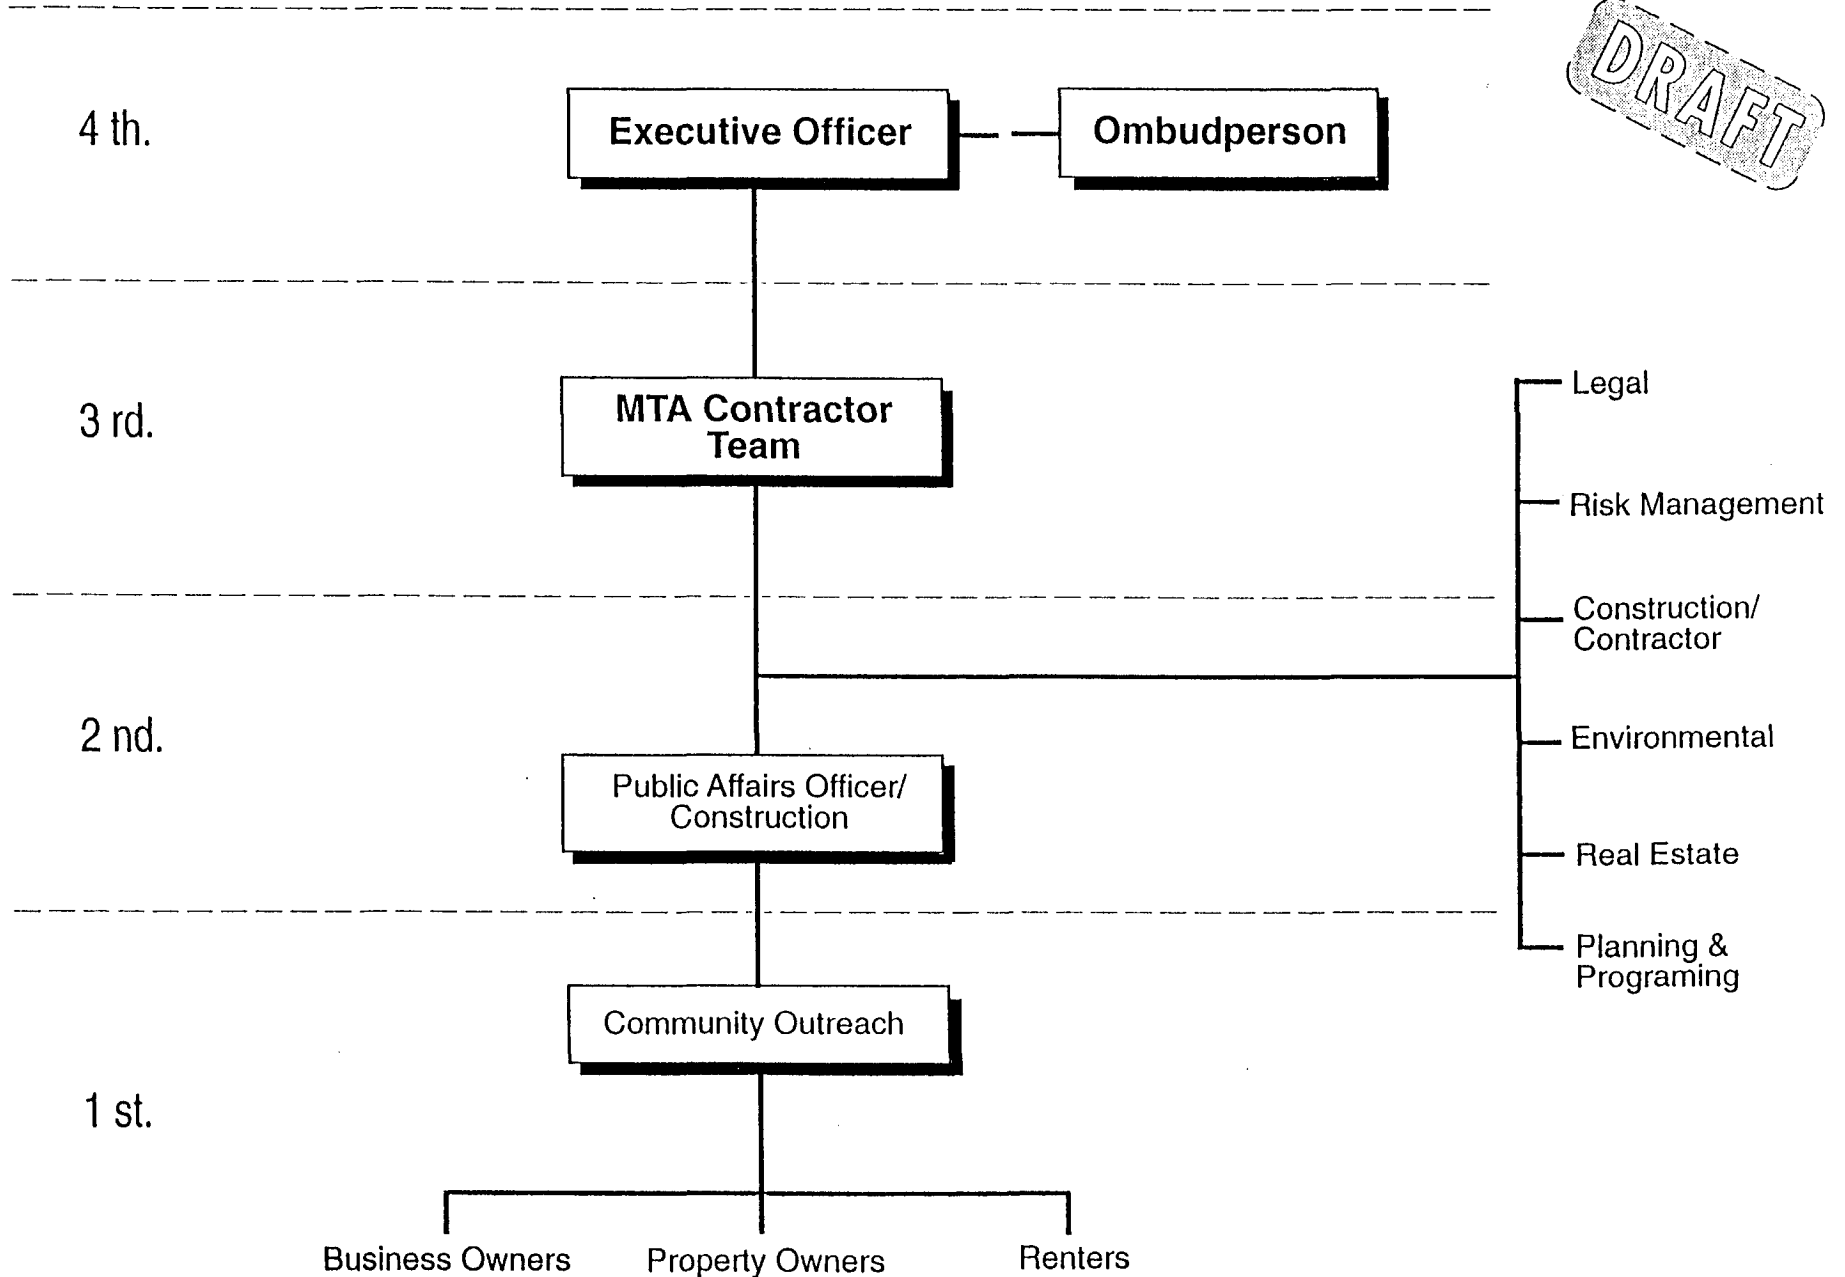 DRAFT
4 th.
Executive Officer
Ombudperson
3 rd.
MTA Contractor
Team
Legal
Risk Management
Construction/
Contractor
2 nd.
Environmental
Public Affairs Officer/
Construction
Real Estate
Planning &
Programing
Community Outreach
1 st.
Business Owners
Property Owners
Renters